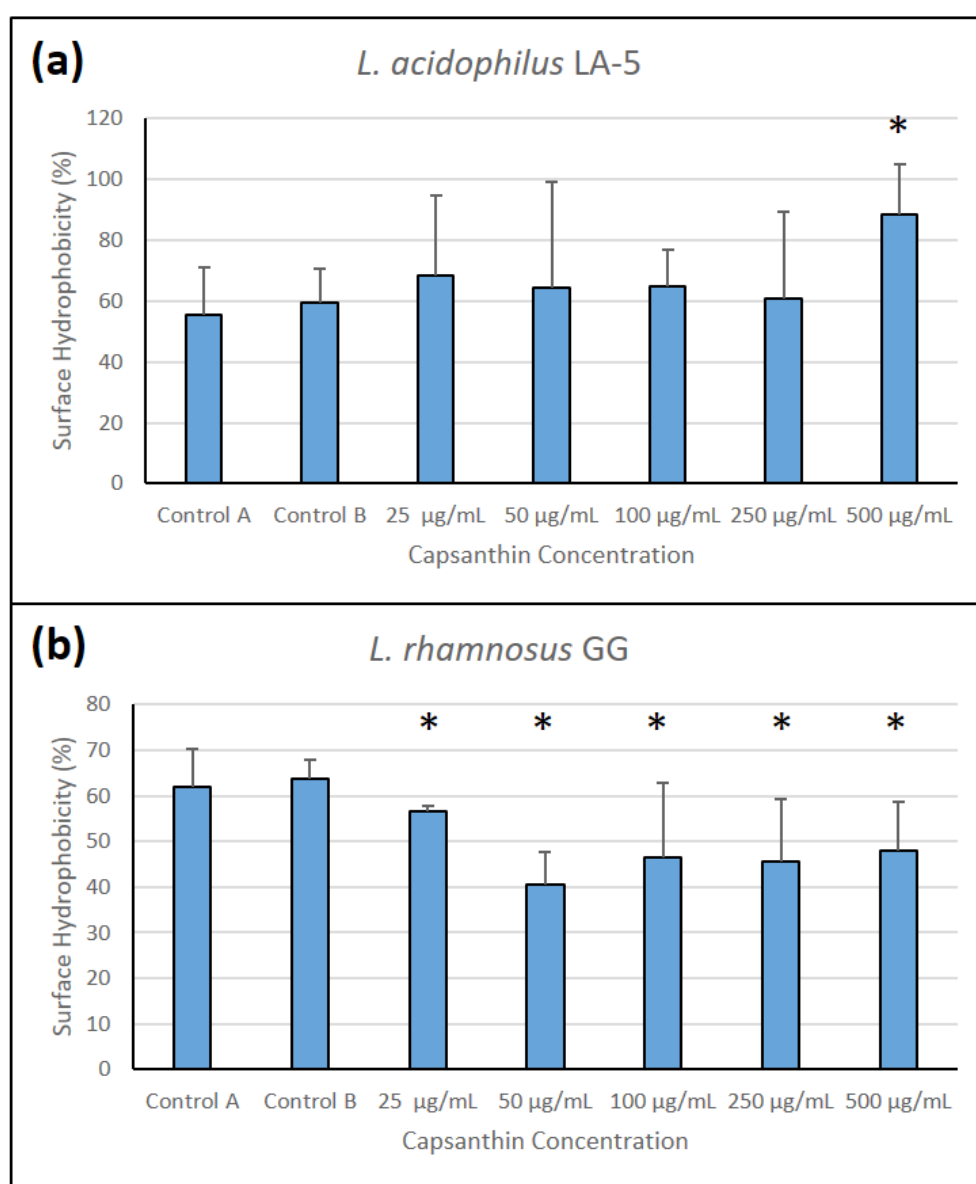 (a)
L. acidophilus LA-5
120
100
80
60
40
20
0
Surface Hydrophobicity (%)
*
Control A Control B 25 µg/mL 50 µg/mL 100 µg/mL 250 µg/mL 500 µg/mL
Capsanthin Concentration
(b)
L. rhamnosus GG
80
70
60
50
40
30
20
10
0
Surface Hydrophobicity (%)
* * * * *
Control A Control B 25 µg/mL 50 µg/mL 100 µg/mL 250 µg/mL 500 µg/mL
Capsanthin Concentration